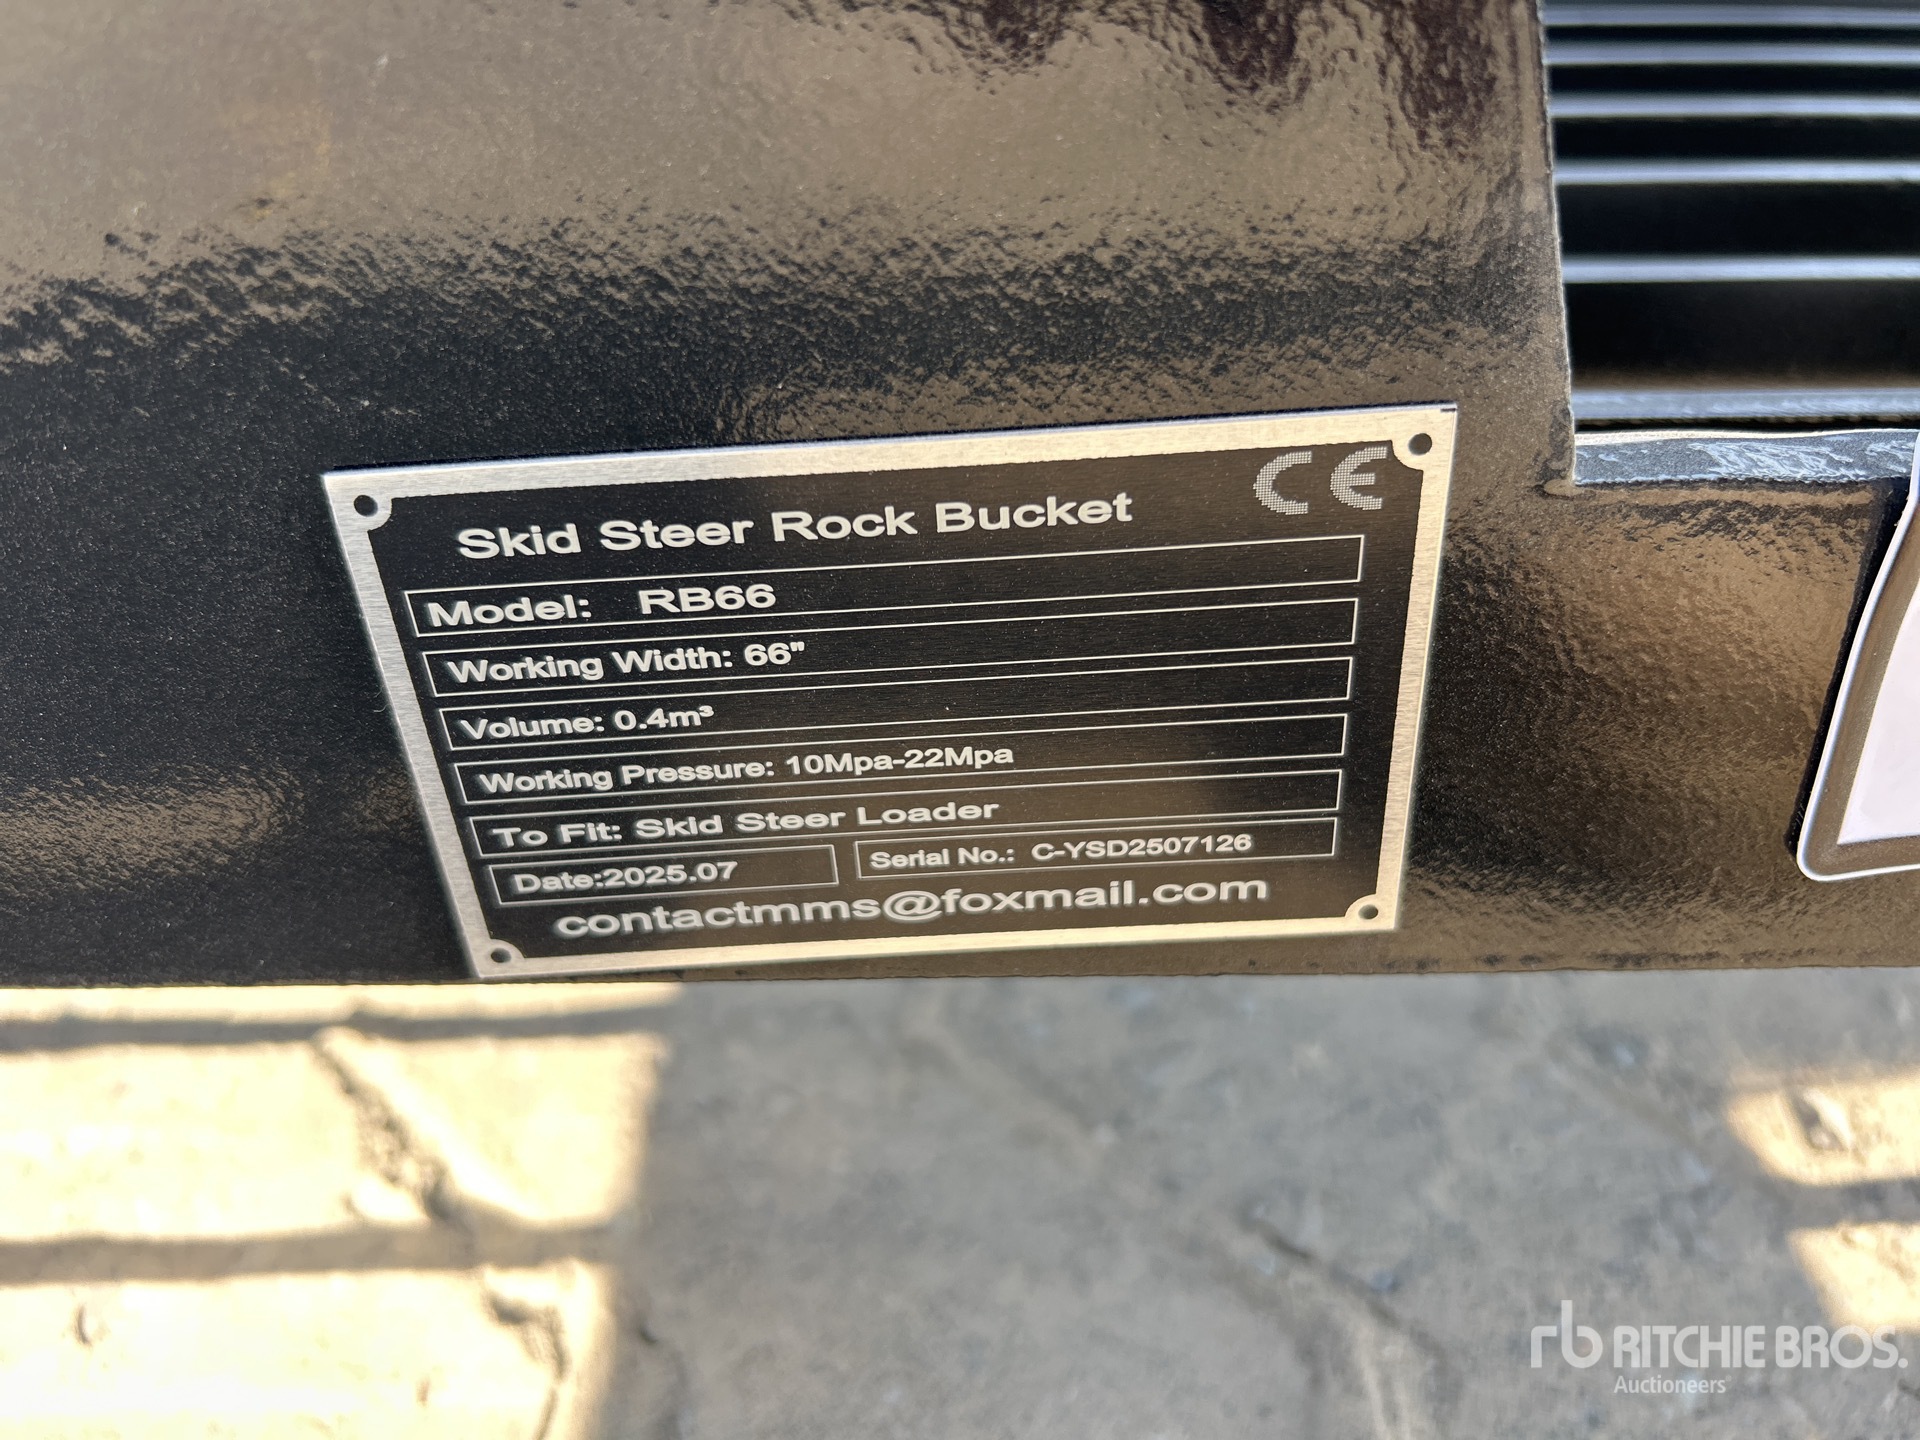 CE
Skid Steer Rock Bucket
Model: RB66
Working Width: 66"
Volume: 0.4m³
Working Pressure: 10Mpa-22Mpa
To Fit: Skid Steer Loader
Date:2025.07 Serial No.: C-YSD2507126
contactmms@foxmail.com
rb RITCHIE BROS.
Auctioneers